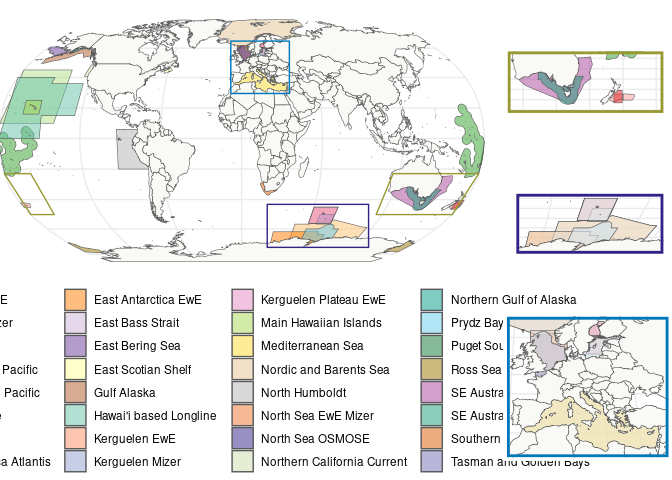 E
zer
Pacific
Pacific
a Atlantis
East Antarctica EwE
East Bass Strait
East Bering Sea
East Scotian Shelf
Gulf Alaska
Hawai'i based Longline
Kerguelen EwE
Kerguelen Mizer
Kerguelen Plateau EwE
Main Hawaiian Islands
Mediterranean Sea
Nordic and Barents Sea
North Humboldt
North Sea EwE Mizer
North Sea OSMOSE
Northern California Current
Northern Gulf of Alaska
Prydz Bay
Puget Sou
Ross Sea
SE Austra
SE Austra
Southern
Tasman and Golden Bays